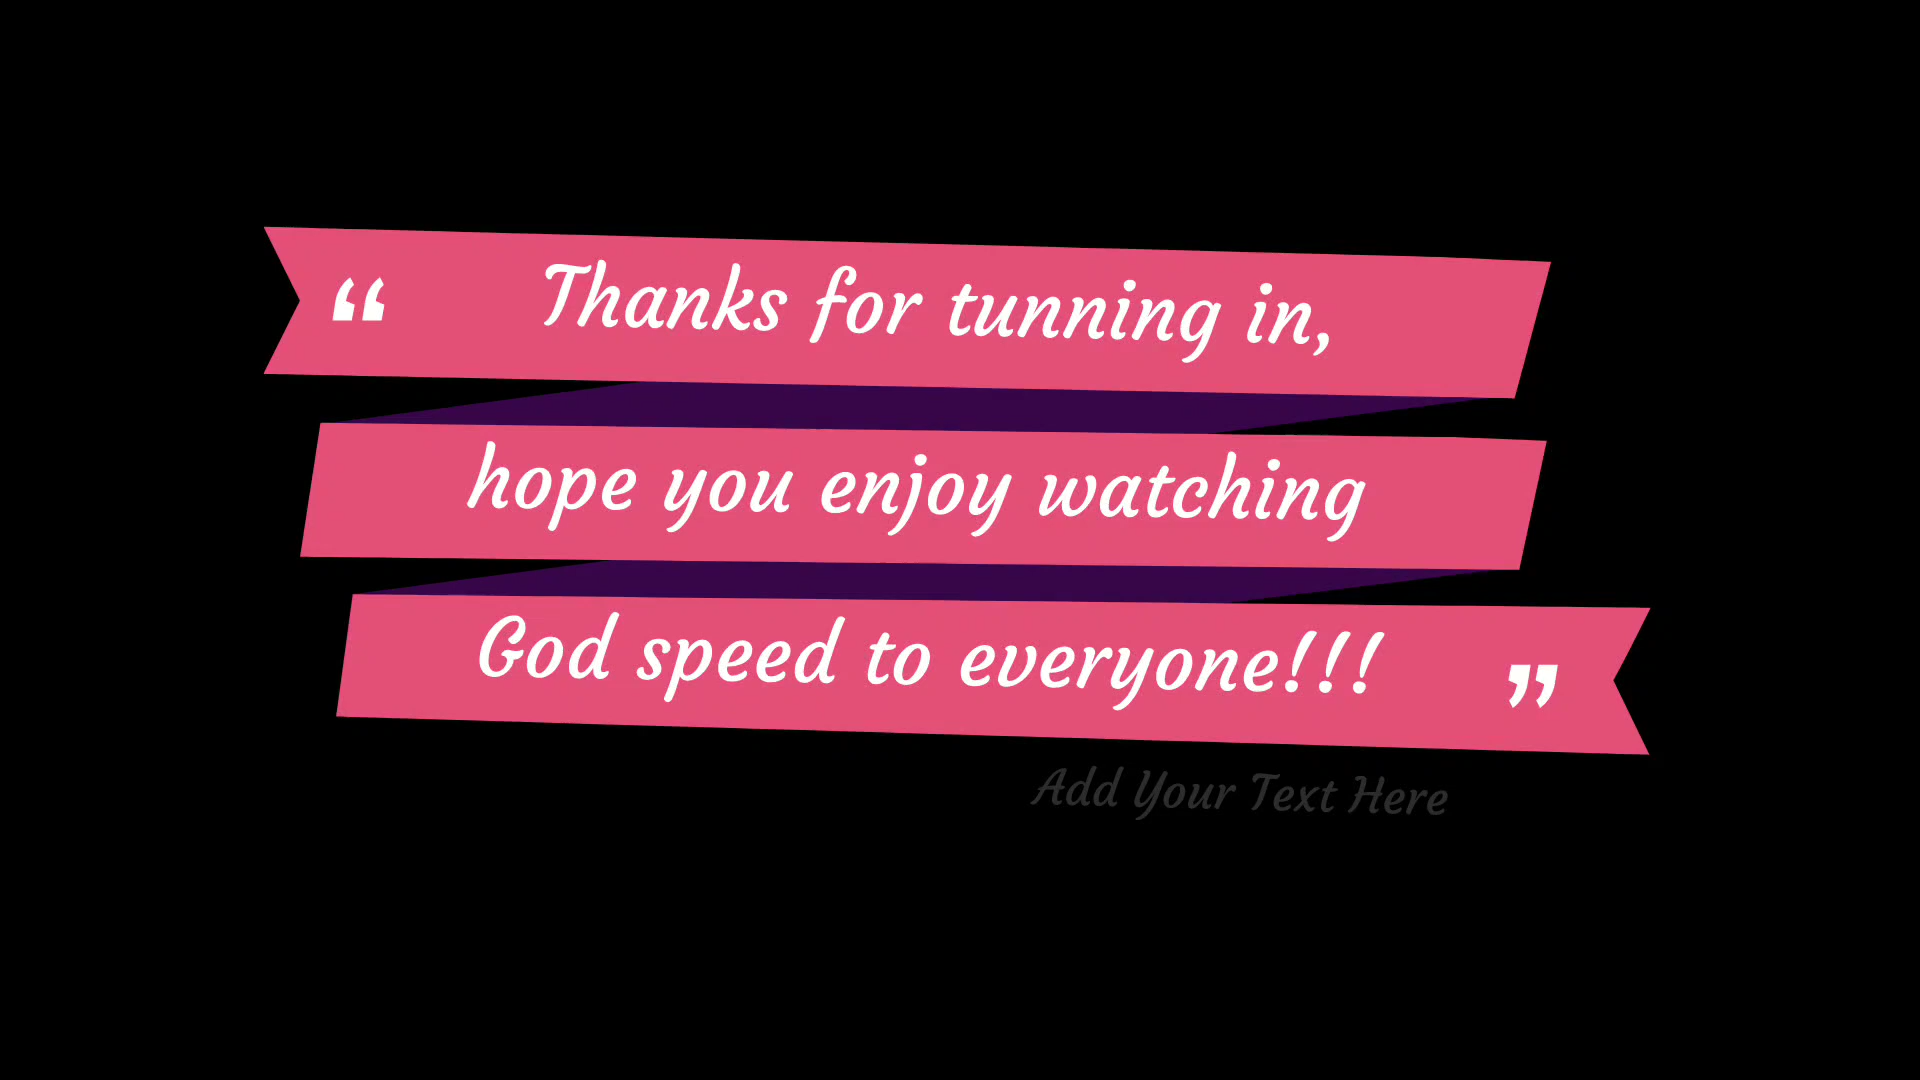 “ Thanks for tunning in,
hope you enjoy watching
God speed to everyone!!! ”
Add Your Text Here